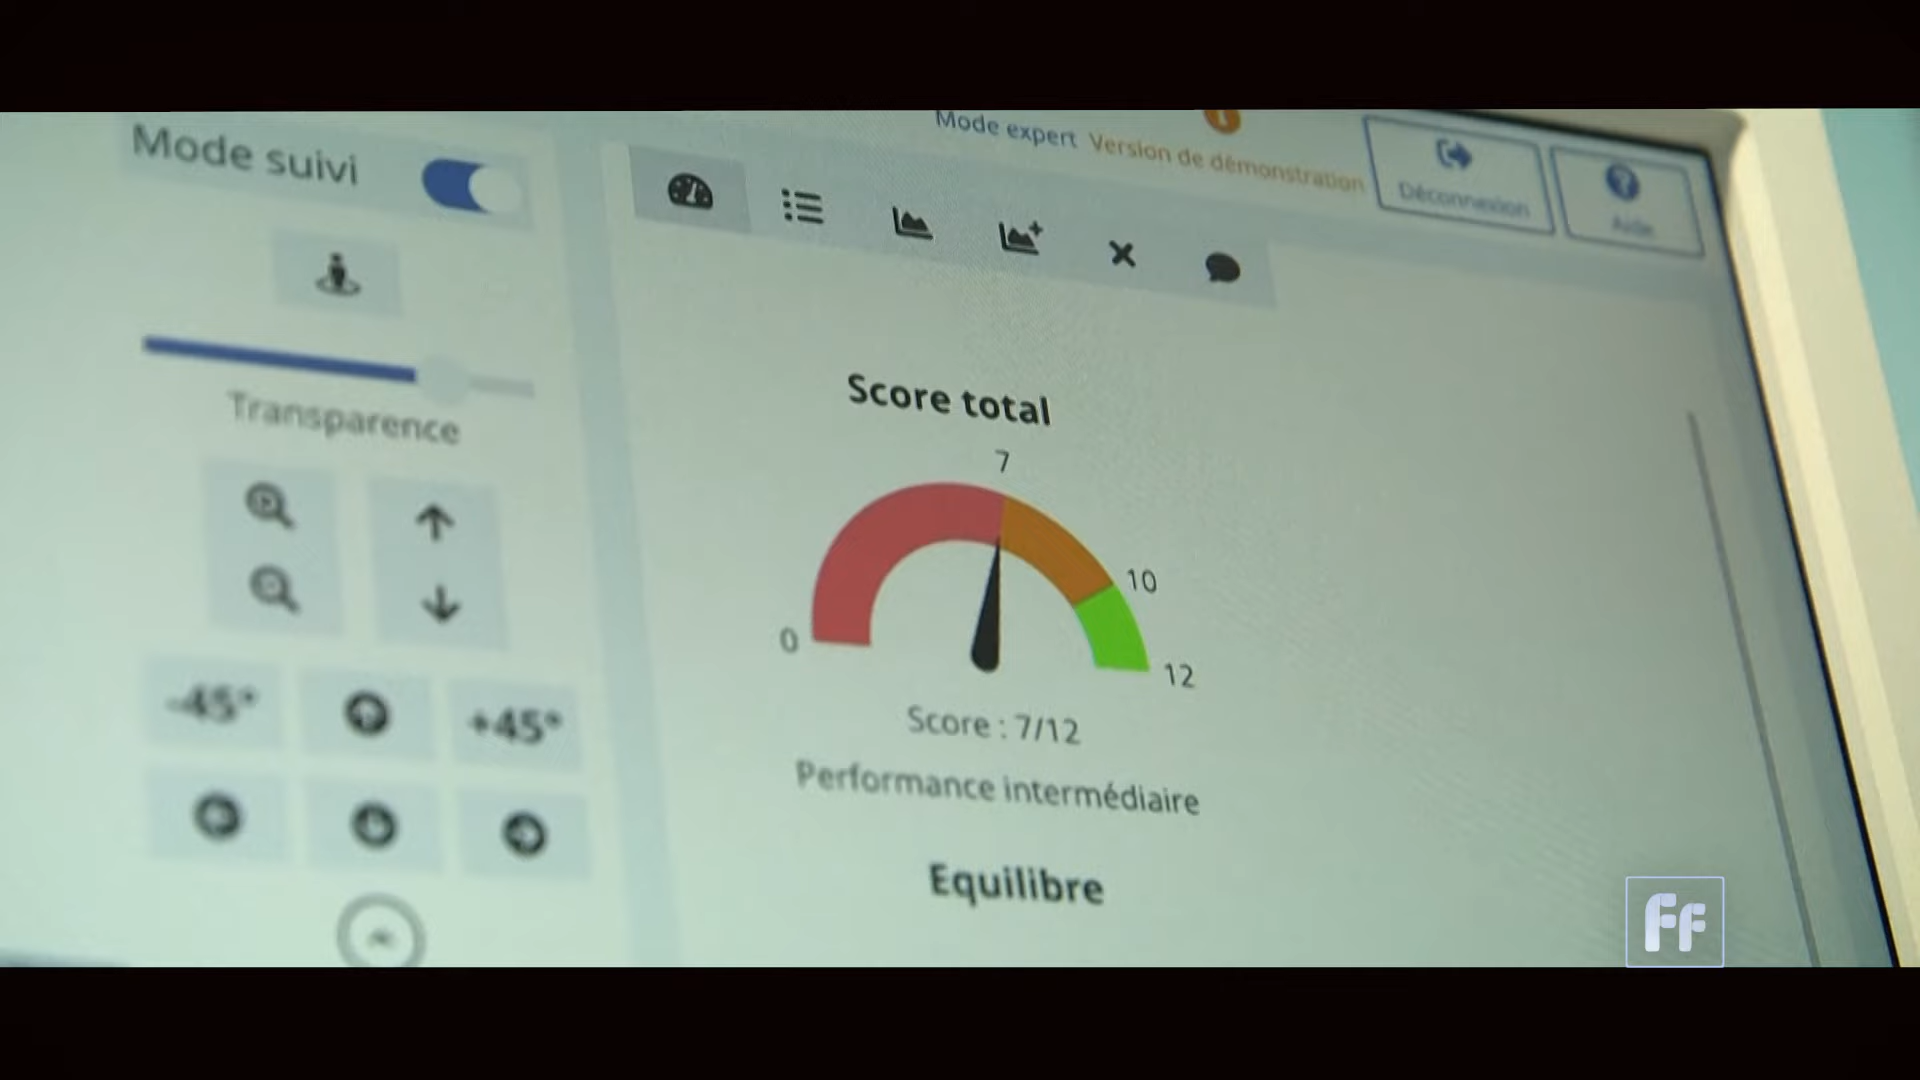 Mode suivi
Mode expert Version de démonstration
Déconnexion
Aide
Transparence
Score total
7
0
10
12
Score : 7/12
Performance intermédiaire
-45°
+45°
Equilibre
Ff